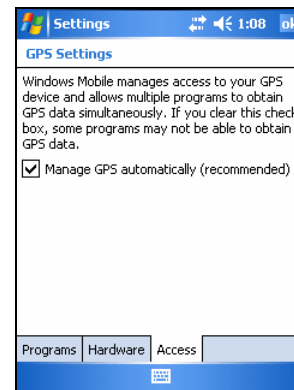 Settings 1:08 ok
GPS Settings
Windows Mobile manages access to your GPS
device and allows multiple programs to obtain
GPS data simultaneously. If you clear this check
box, some programs may not be able to obtain
GPS data.
Manage GPS automatically (recommended)
Programs Hardware Access